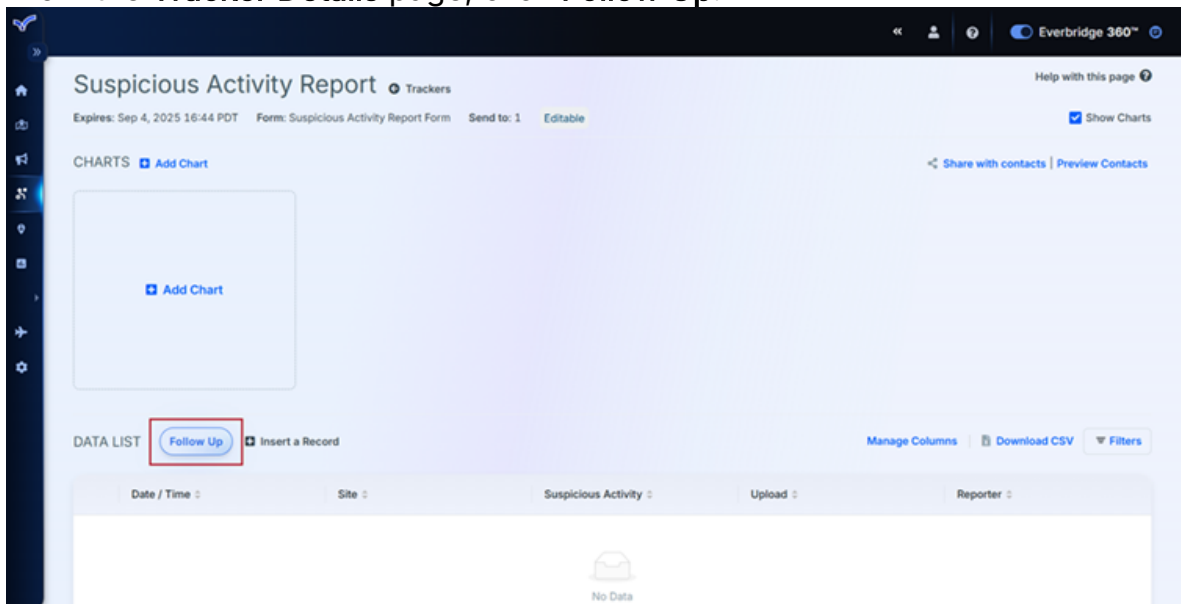 Everbridge 360™
Suspicious Activity Report Trackers
Help with this page
Expires: Sep 4, 2025 16:44 PDT Form: Suspicious Activity Report Form Send to: 1 Editable
Show Charts
CHARTS Add Chart
Share with contacts | Preview Contacts
Add Chart
DATA LIST Follow Up Insert a Record
Manage Columns Download CSV Filters
Date / Time Site Suspicious Activity Upload Reporter
No Data